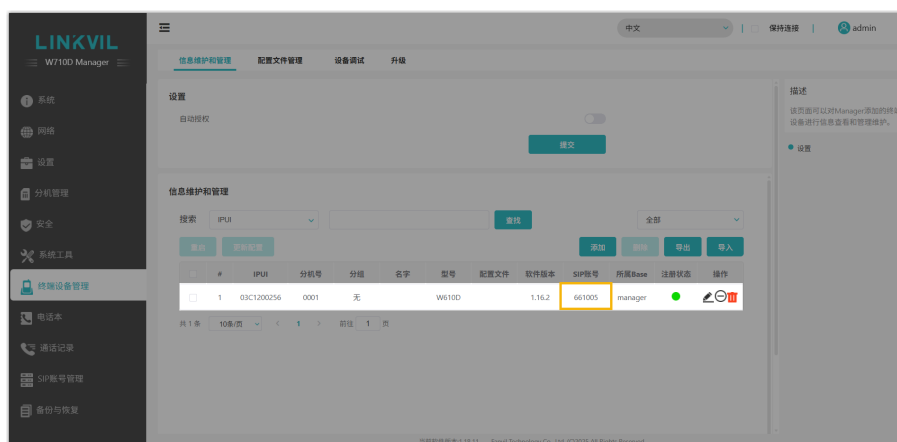 LINKVIL
W710D Manager
系统
网络
设置
分机管理
安全
系统工具
终端设备管理
电话本
通话记录
SIP账号管理
备份与恢复
中文
保持连接
admin
信息维护和管理 配置文件管理 设备调试 升级
设置
自动授权
提交
信息维护和管理
搜索 IPUI 查找 全部
重启 更新配置 添加 删除 导出 导入
# IPUI 分机号 分组 名字 型号 配置文件 软件版本 SIP账号 所属Base 注册状态 操作
1 03C1200256 0001 无 W610D 1.16.2 661005 manager
共 1 条 10条/页 1 前往 1 页
描述
该页面可以对Manager添加的终端
设备进行信息查看和管理维护。
设置